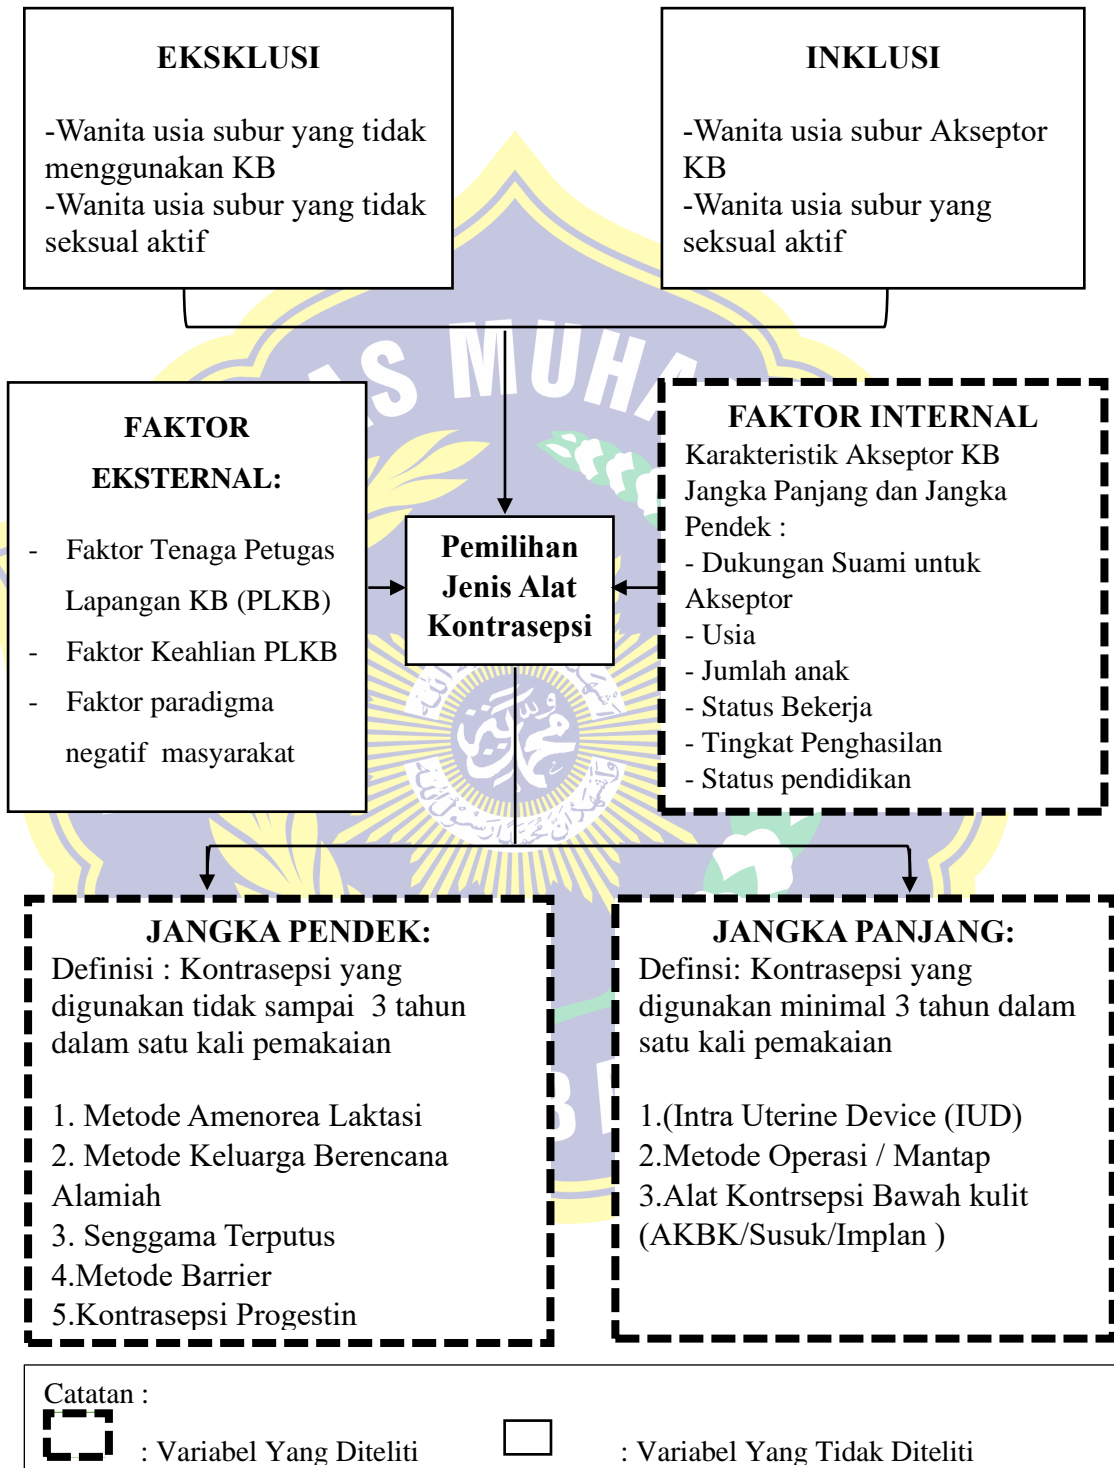 EKSKLUSI
-Wanita usia subur yang tidak
menggunakan KB
-Wanita usia subur yang tidak
seksual aktif
INKLUSI
-Wanita usia subur Akseptor
KB
-Wanita usia subur yang
seksual aktif
AS MUHA
FAKTOR
EKSTERNAL:
- Faktor Tenaga Petugas
Lapangan KB (PLKB)
- Faktor Keahlian PLKB
- Faktor paradigma
negatif masyarakat
Pemilihan
Jenis Alat
Kontrasepsi
FAKTOR INTERNAL
Karakteristik Akseptor KB
Jangka Panjang dan Jangka
Pendek :
- Dukungan Suami untuk
Akseptor
- Usia
- Jumlah anak
- Status Bekerja
- Tingkat Penghasilan
- Status pendidikan
JANGKA PENDEK:
Definisi : Kontrasepsi yang
digunakan tidak sampai 3 tahun
dalam satu kali pemakaian
1. Metode Amenorea Laktasi
2. Metode Keluarga Berencana
Alamiah
3. Senggama Terputus
4.Metode Barrier
5.Kontrasepsi Progestin
JANGKA PANJANG:
Definsi: Kontrasepsi yang
digunakan minimal 3 tahun dalam
satu kali pemakaian
1.(Intra Uterine Device (IUD)
2.Metode Operasi / Mantap
3.Alat Kontrsepsi Bawah kulit
(AKBK/Susuk/Implan )
Catatan :
: Variabel Yang Diteliti
: Variabel Yang Tidak Diteliti